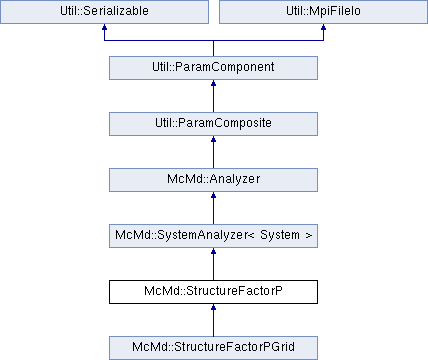 Util::Serializable
Util::MpiFileIo
Util::ParamComponent
Util::ParamComposite
McMd::Analyzer
McMd::SystemAnalyzer< System >
McMd::StructureFactorP
McMd::StructureFactorPGrid